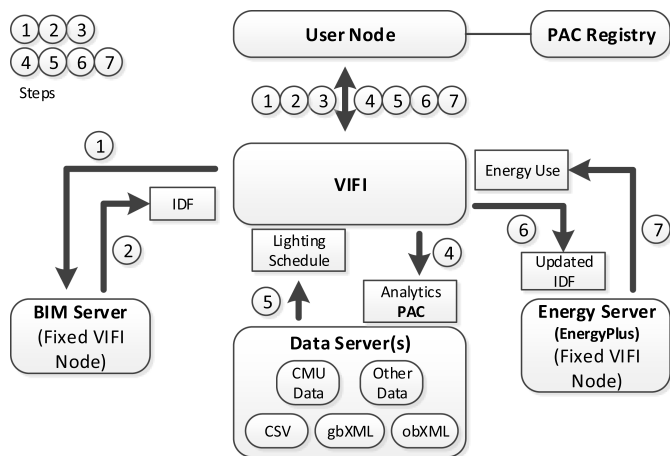 1 2 3
4 5 6 7
Steps
User Node
PAC Registry
1 2 3 4 5 6 7
1
IDF
2
VIFI
Energy Use
Lighting
Schedule
4
6
7
Updated
IDF
5
Analytics
PAC
BIM Server
(Fixed VIFI
Node)
Data Server(s)
CMU
Data
Other
Data
CSV
gbXML
obXML
Energy Server
(EnergyPlus)
(Fixed VIFI
Node)